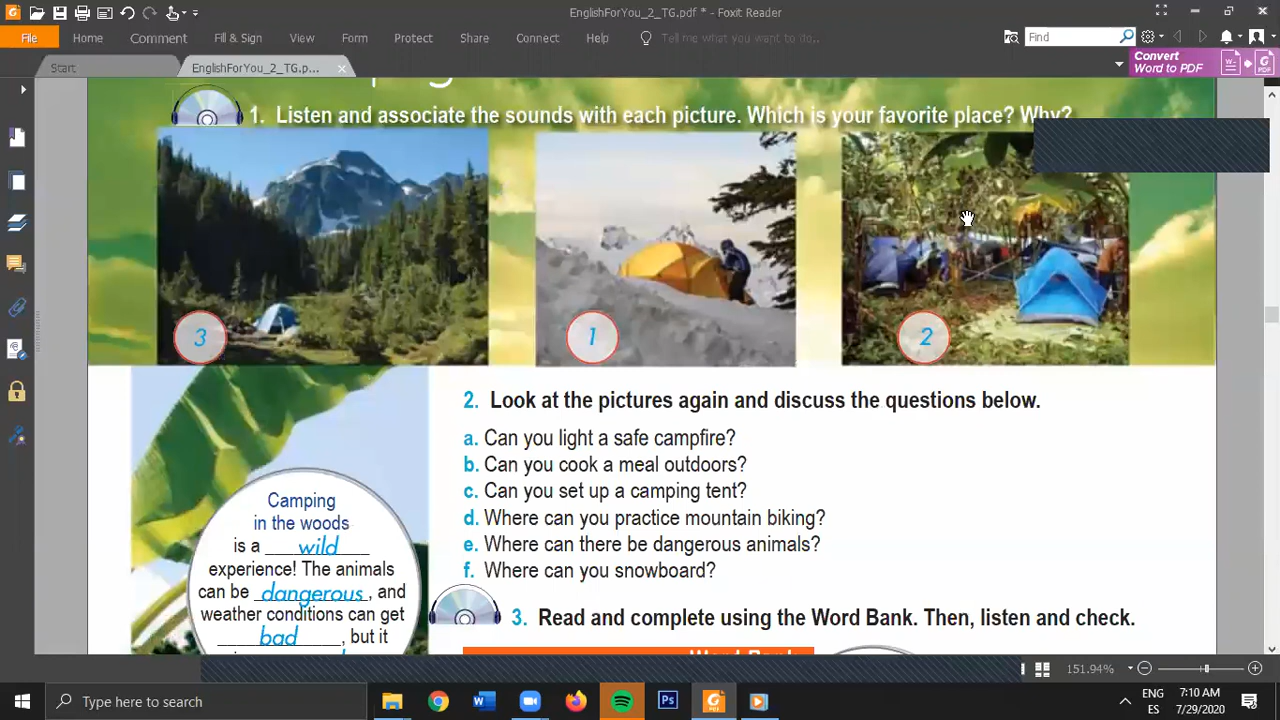 EnglishForYou_2_TG.pdf * - Foxit Reader
File Home Comment Fill & Sign View Form Protect Share Connect Help Tell me what you want to do.. Find
Start EnglishForYou_2_TG.p... Convert
Word to PDF
1. Listen and associate the sounds with each picture. Which is your favorite place? Why?
3 1 2
2. Look at the pictures again and discuss the questions below.
a. Can you light a safe campfire?
b. Can you cook a meal outdoors?
c. Can you set up a camping tent?
d. Where can you practice mountain biking?
e. Where can there be dangerous animals?
f. Where can you snowboard?
Camping
in the woods
is a wild
experience! The animals
can be dangerous, and
weather conditions can get
bad, but it
3. Read and complete using the Word Bank. Then, listen and check.
151.94%
Type here to search
ENG
ES
7:10 AM
7/29/2020